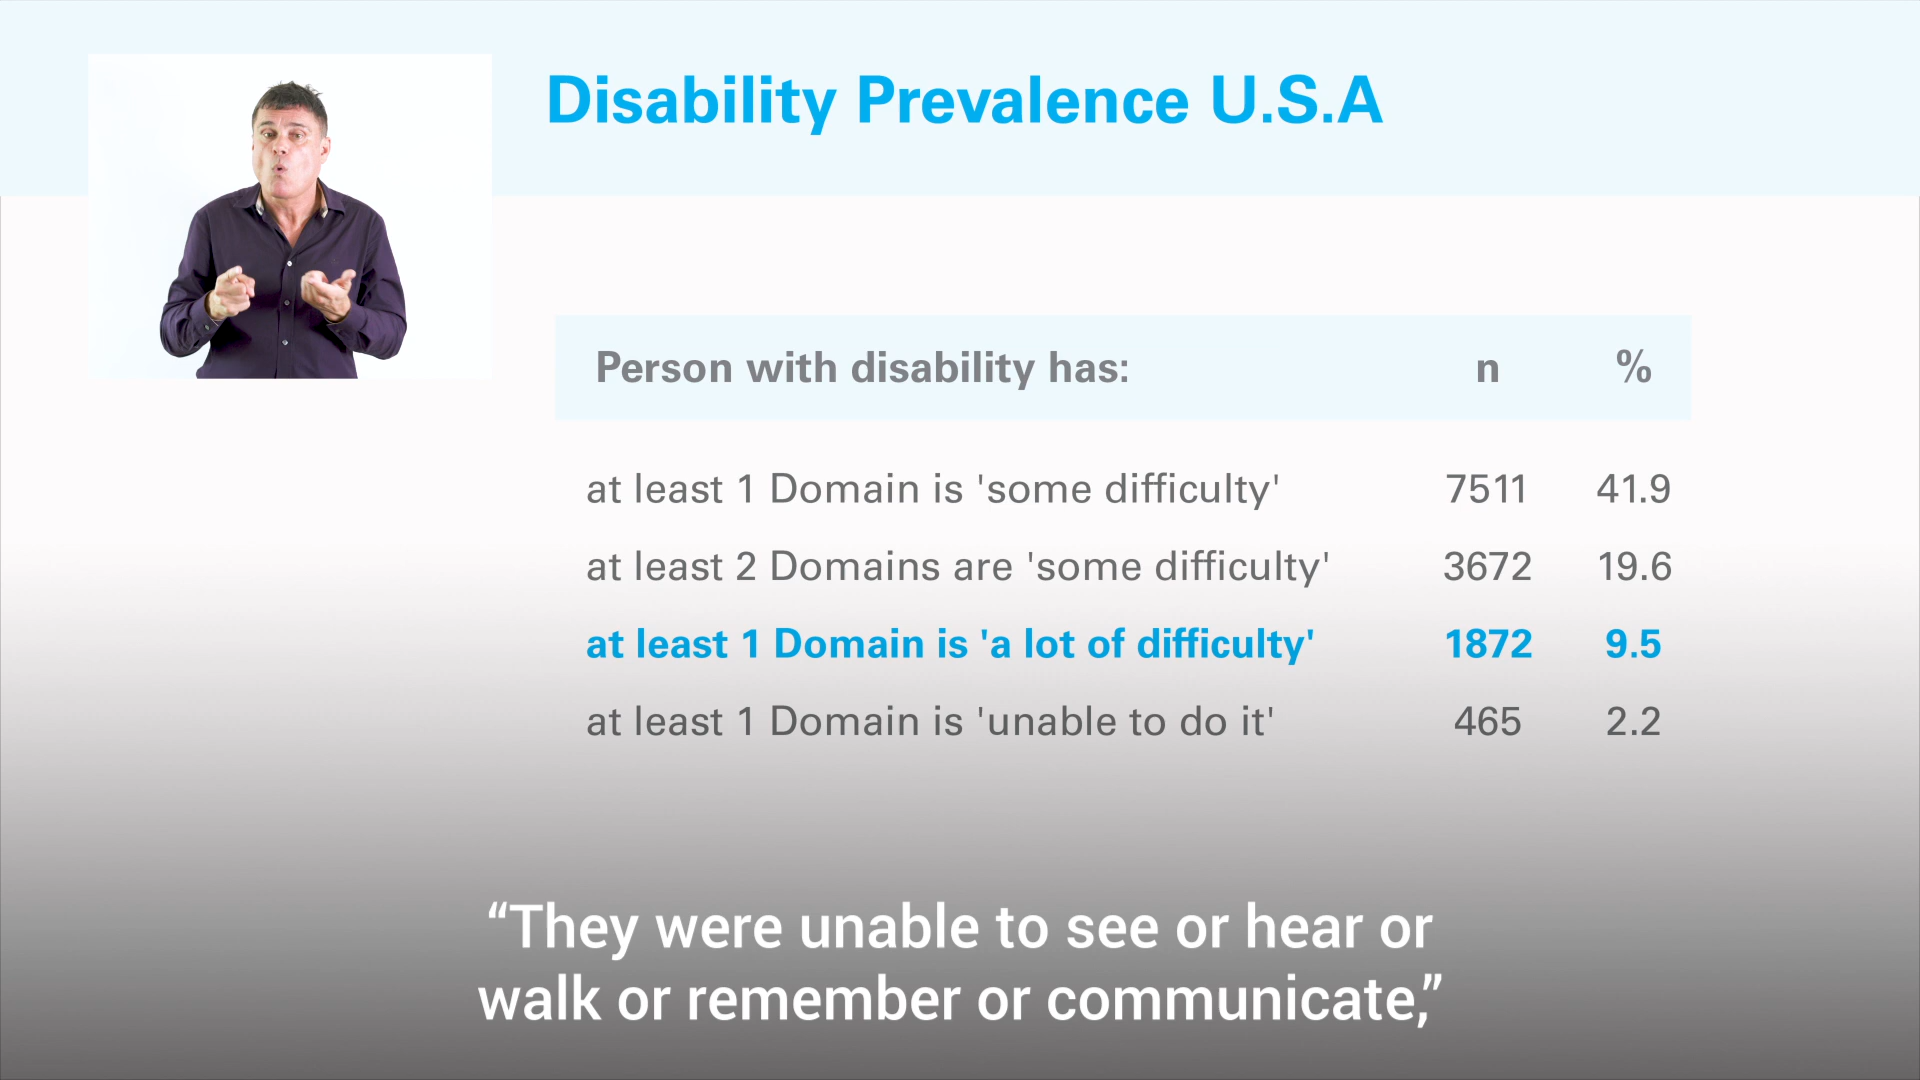 Disability Prevalence U.S.A
Person with disability has: n %
at least 1 Domain is 'some difficulty' 7511 41.9
at least 2 Domains are 'some difficulty' 3672 19.6
at least 1 Domain is 'a lot of difficulty' 1872 9.5
at least 1 Domain is 'unable to do it' 465 2.2
“They were unable to see or hear or
walk or remember or communicate,”